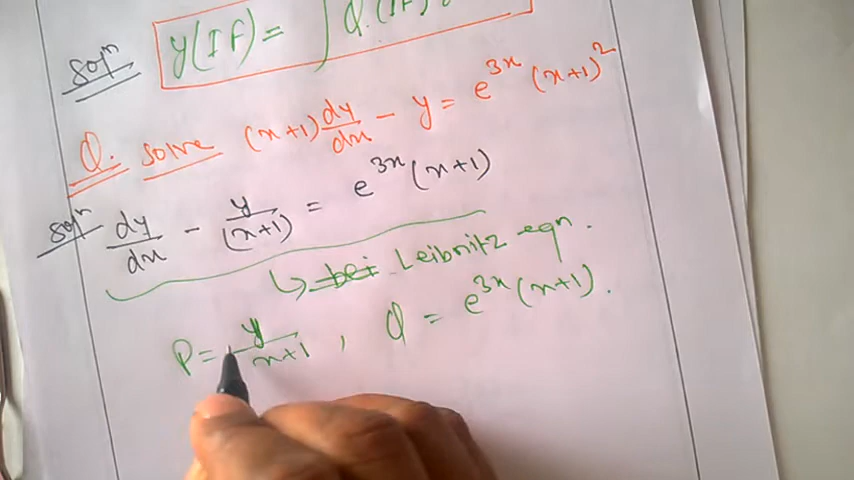 Solⁿ y(IF) = ∫ Q.(IF)
Q. Solve (x+1) dy/dx - y = e^3x (x+1)^2
Solⁿ dy/dx - y/(x+1) = e^3x (x+1)
↳ Leibnitz eqn.
P = y/x+1 , Q = e^3x (x+1).